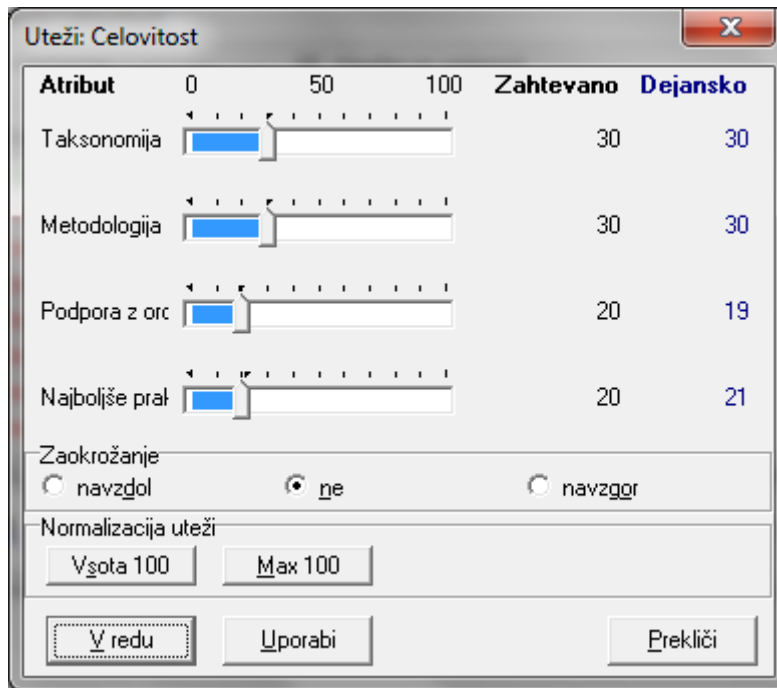 Uteži: Celovitost
Atribut 0 50 100 Zahtevano Dejansko
Taksonomija 30 30
Metodologija 30 30
Podpora z orc 20 19
Najboljše prak 20 21
Zaokrožanje
navzdol ne navzgor
Normalizacija uteži
Vsota 100 Max 100
V redu Uporabi Prekliči